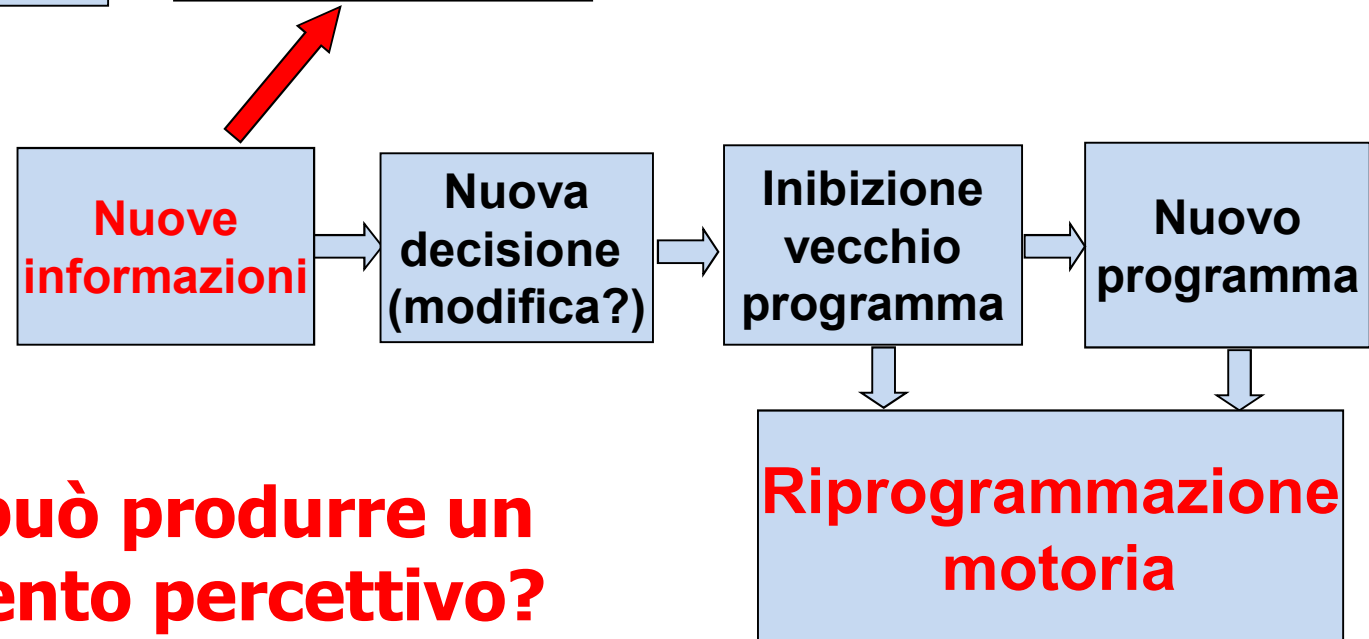 Nuove
informazioni
Nuova
decisione
(modifica?)
Inibizione
vecchio
programma
Nuovo
programma
Riprogrammazione
motoria
può produrre un
ento percettivo?